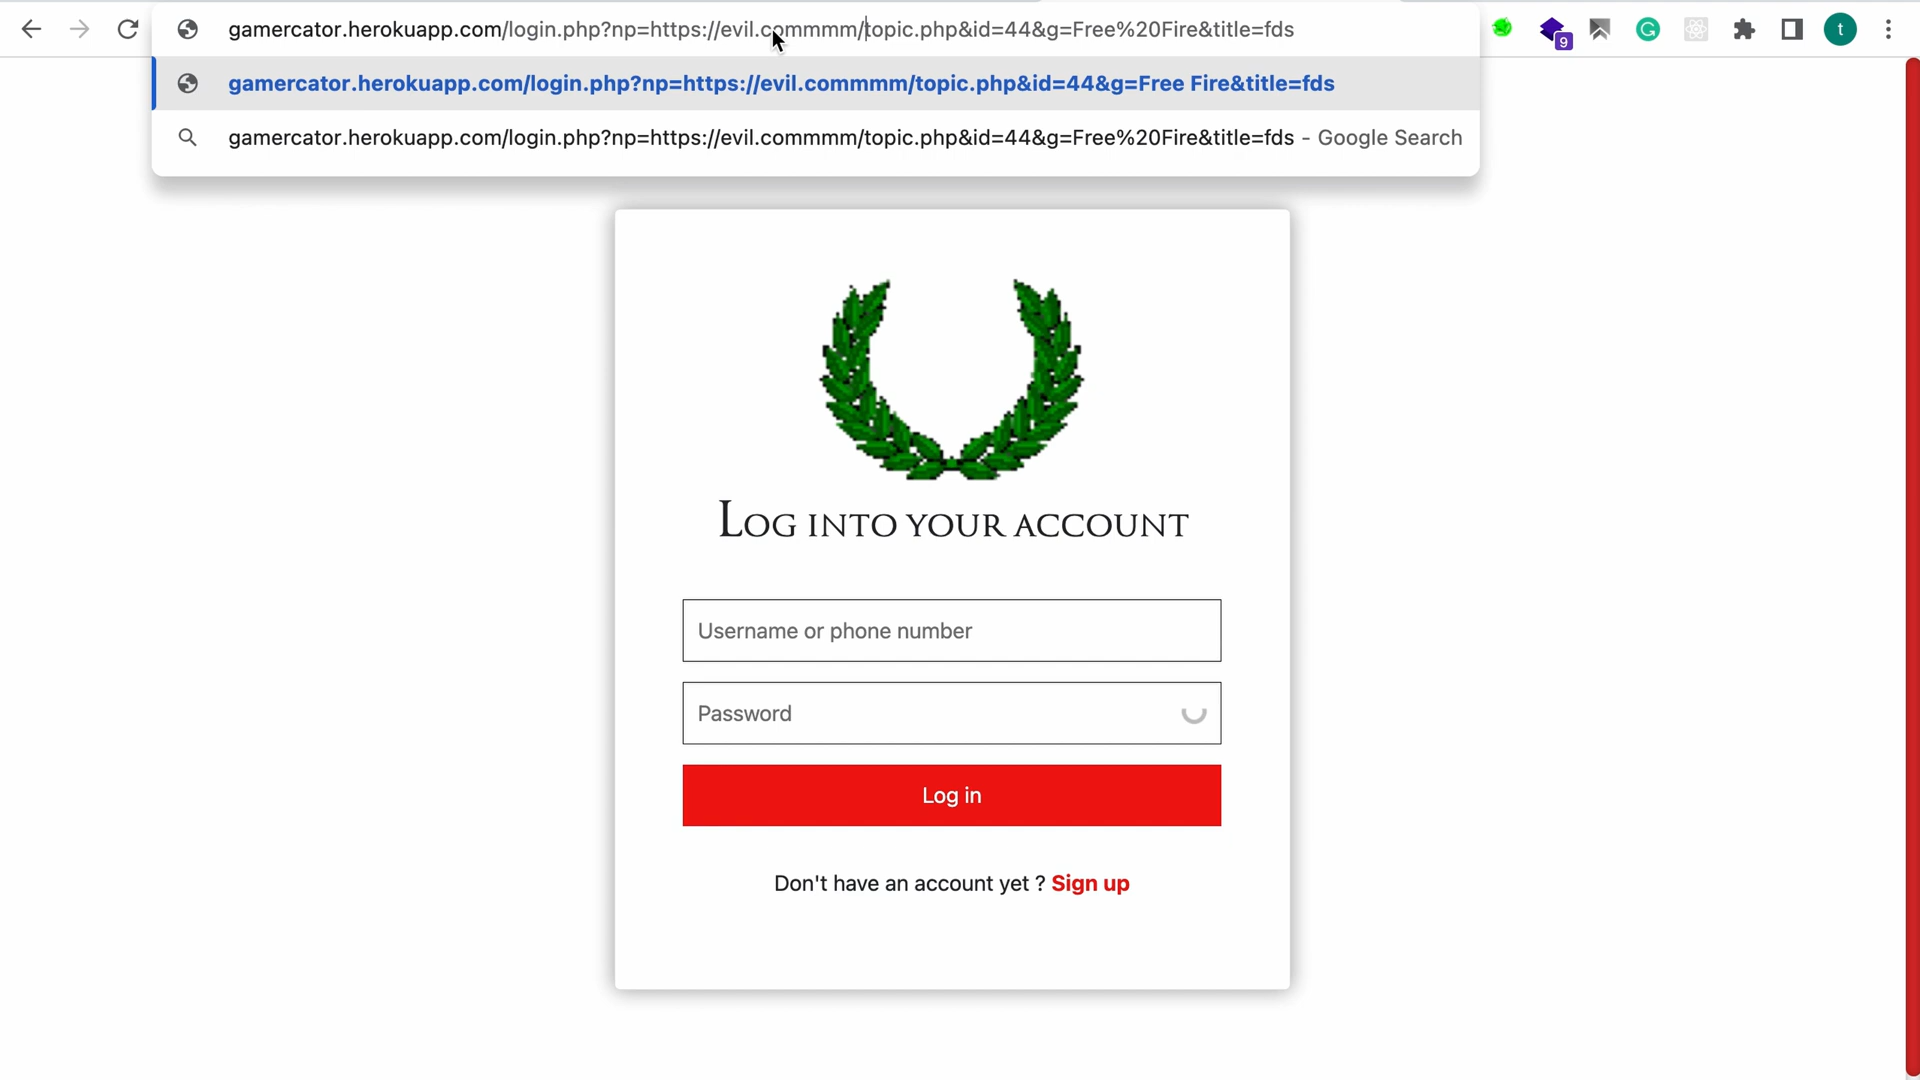 gamercator.herokuapp.com/login.php?np=https://evil.commmm/topic.php&id=44&g=Free%20Fire&title=fds
9
t
gamercator.herokuapp.com/login.php?np=https://evil.commmm/topic.php&id=44&g=Free Fire&title=fds
gamercator.herokuapp.com/login.php?np=https://evil.commmm/topic.php&id=44&g=Free%20Fire&title=fds - Google Search
Log into your account
Username or phone number
Password
Log in
Don't have an account yet ? Sign up